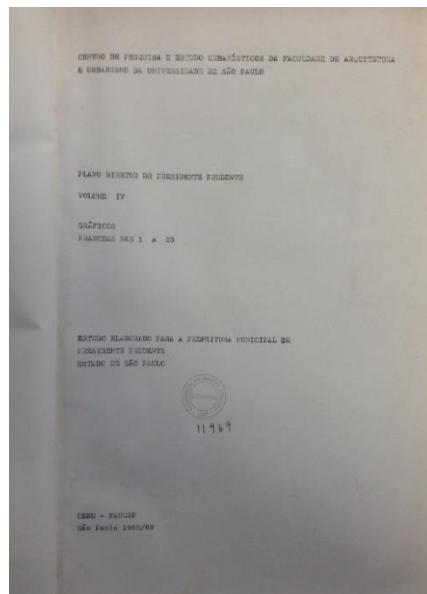 CENTRO DE PESQUISA E ESTUDO URBANÍSTICOS DA FACULDADE DE ARQUITETURA
E URBANISMO DA UNIVERSIDADE DE SÃO PAULO
PLANO DIRETOR DE PRESIDENTE PRUDENTE
VOLUME IV
GRÁFICOS
PRANCHAS NºS 1 a 23
ESTUDO ELABORADO PARA A PREFEITURA MUNICIPAL DE
PRESIDENTE PRUDENTE
ESTADO DE SÃO PAULO
11969
CPEU - FAUUSP
São Paulo 1968/69